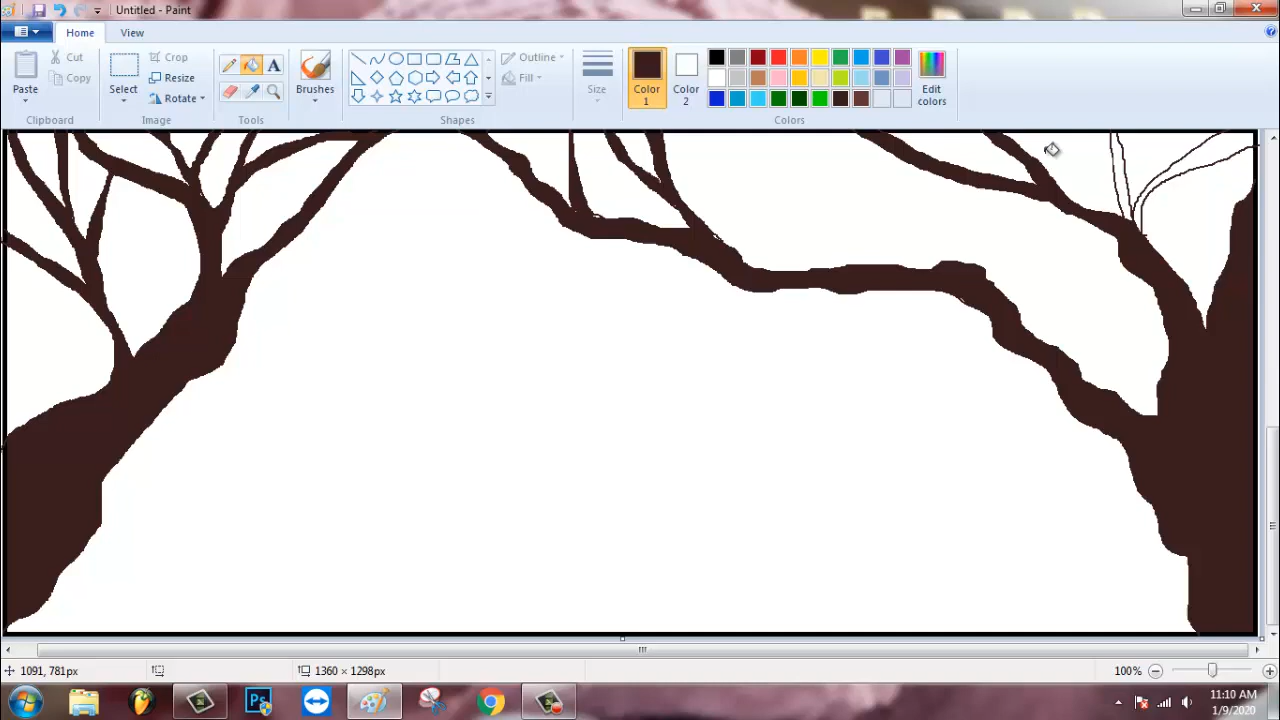 Untitled - Paint
Home View
Paste Cut Copy Select Crop Resize Rotate A Brushes Outline Fill Size Color 1 Color 2 Edit colors
Clipboard Image Tools Shapes Colors
1091, 781px 1360 × 1298px 100%
Ps 11:10 AM
1/9/2020